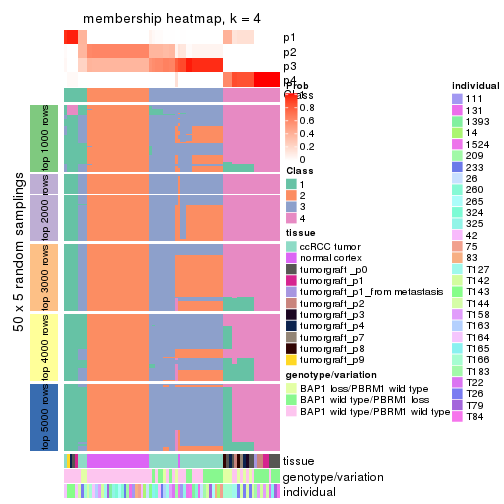 membership heatmap, k = 4
p1
p2
p3
p4
Class
50 x 5 random samplings
top 1000 rows
top 2000 rows
top 3000 rows
top 4000 rows
top 5000 rows
tissue
genotype/variation
individual
Prob
1
0.8
0.6
0.4
0.2
0
Class
1
2
3
4
tissue
ccRCC tumor
normal cortex
tumorgraft_p0
tumorgraft_p1
tumorgraft_p1_from metastasis
tumorgraft_p2
tumorgraft_p3
tumorgraft_p4
tumorgraft_p7
tumorgraft_p8
tumorgraft_p9
genotype/variation
BAP1 loss/PBRM1 wild type
BAP1 wild type/PBRM1 loss
BAP1 wild type/PBRM1 wild type
individual
111
131
1393
14
1524
209
233
26
260
265
324
325
42
75
83
T127
T142
T143
T144
T158
T163
T164
T165
T166
T183
T22
T26
T79
T84